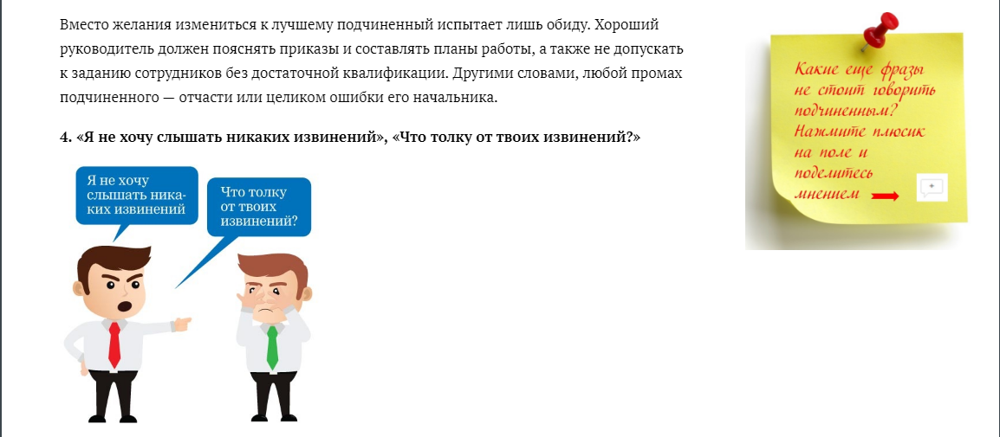 Вместо желания измениться к лучшему подчиненный испытает лишь обиду. Хороший
руководитель должен пояснять приказы и составлять планы работы, а также не допускать
к заданию сотрудников без достаточной квалификации. Другими словами, любой промах
подчиненного — отчасти или целиком ошибки его начальника.
4. «Я не хочу слышать никаких извинений», «Что толку от твоих извинений?»
Я не хочу
слышать ника-
ких извинений
Что толку
от твоих
извинений?
Какие еще фразы
не стоит говорить
подчиненным?
Нажмите плюсик
на поле и
поделитесь
мнением
+